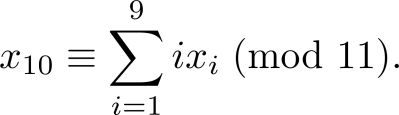 x_{10} \equiv \sum_{i=1}^{9} i x_i \pmod{11}.